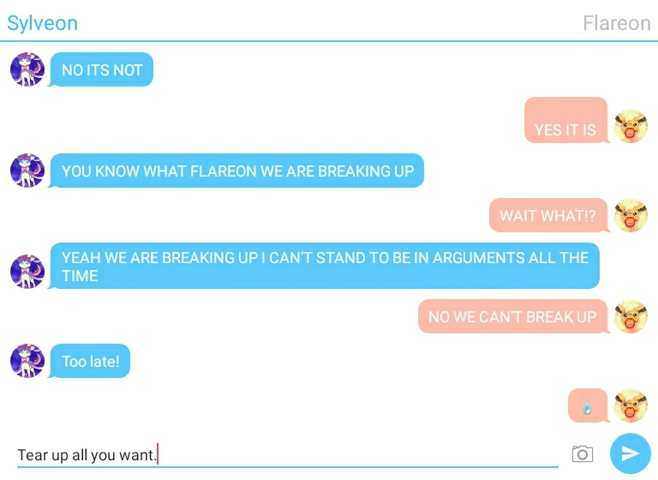 Sylveon
Flareon
NO ITS NOT
YES IT IS
YOU KNOW WHAT FLAREON WE ARE BREAKING UP
WAIT WHAT!?
YEAH WE ARE BREAKING UP I CAN'T STAND TO BE IN ARGUMENTS ALL THE
TIME
NO WE CAN'T BREAK UP
Too late!
💧
Tear up all you want.